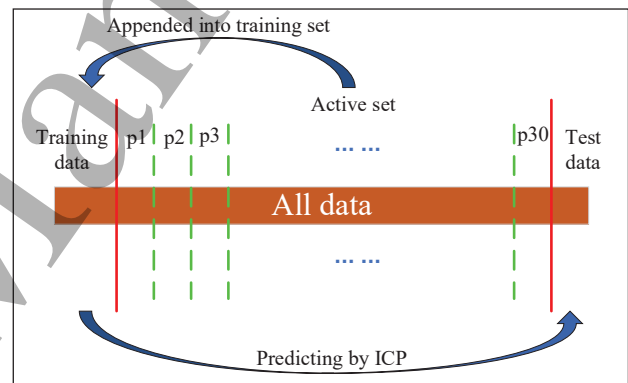 Appended into training set
Active set
Training data
p1
p2
p3
... ...
p30
Test data
All data
... ...
Predicting by ICP